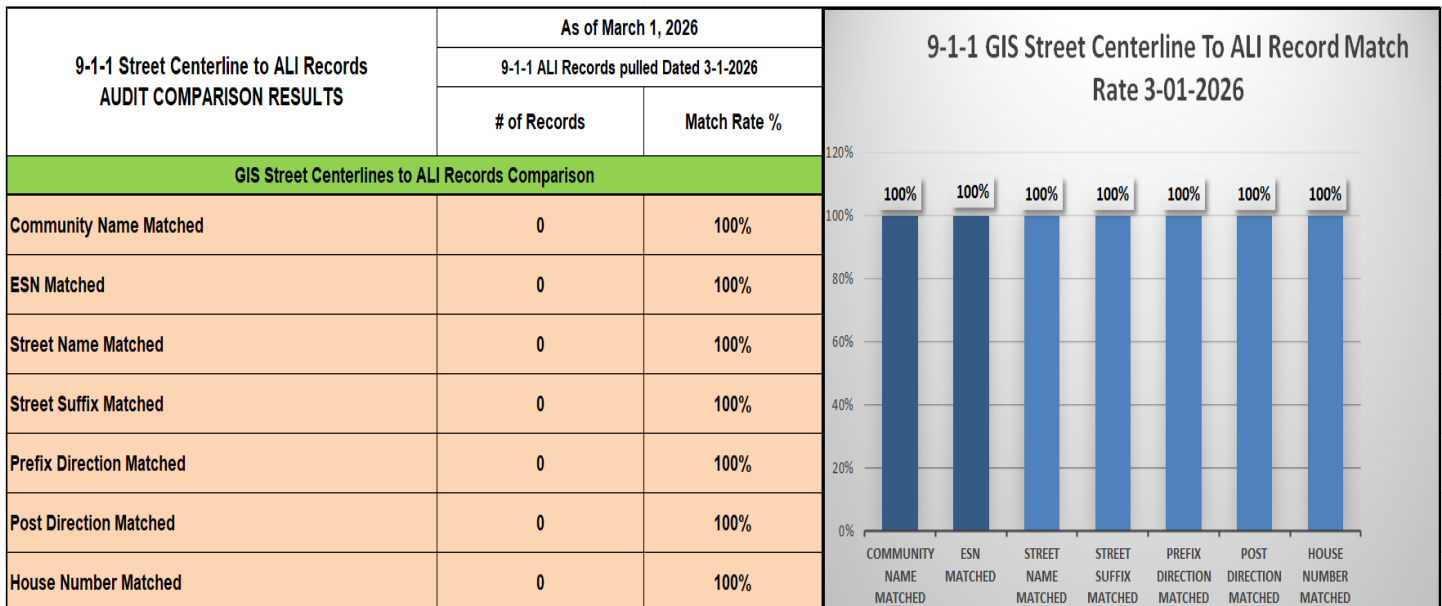 9-1-1 Street Centerline to ALI Records
AUDIT COMPARISON RESULTS
As of March 1, 2026
9-1-1 ALI Records pulled Dated 3-1-2026
# of Records Match Rate %
GIS Street Centerlines to ALI Records Comparison
Community Name Matched 0 100%
ESN Matched 0 100%
Street Name Matched 0 100%
Street Suffix Matched 0 100%
Prefix Direction Matched 0 100%
Post Direction Matched 0 100%
House Number Matched 0 100%
9-1-1 GIS Street Centerline To ALI Record Match
Rate 3-01-2026
120%
100%
80%
60%
40%
20%
0%
100% 100% 100% 100% 100% 100% 100%
COMMUNITY NAME MATCHED
ESN MATCHED
STREET NAME MATCHED
STREET SUFFIX MATCHED
PREFIX DIRECTION MATCHED
POST DIRECTION MATCHED
HOUSE NUMBER MATCHED